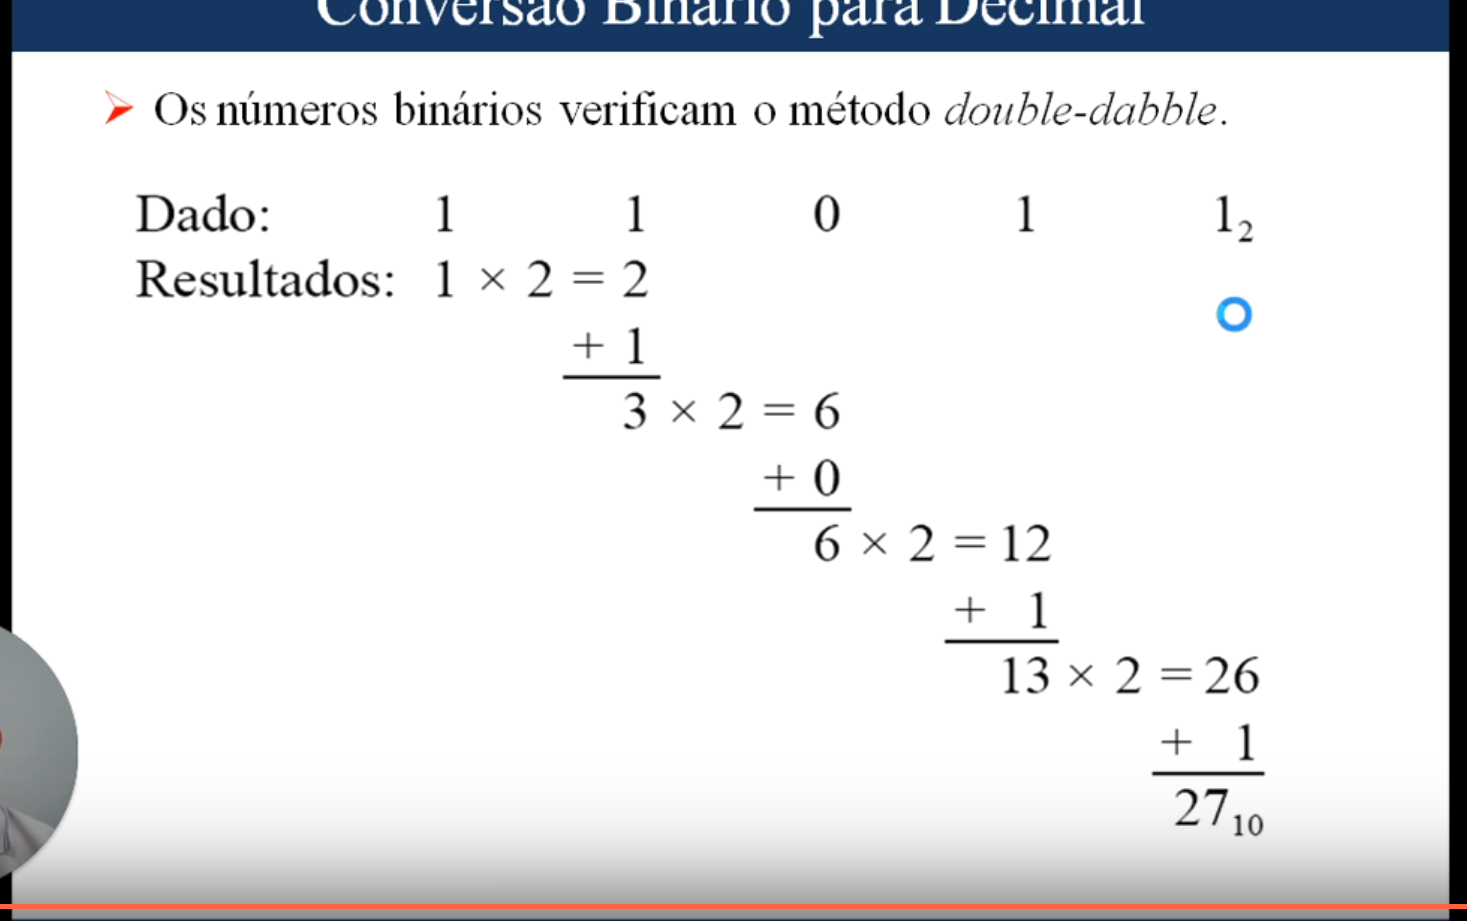 Conversão Binário para Decimal
Os números binários verificam o método double-dabble.
Dado: 1 1 0 1 1₂
Resultados: 1 × 2 = 2
+ 1
3 × 2 = 6
+ 0
6 × 2 = 12
+ 1
13 × 2 = 26
+ 1
27₁₀